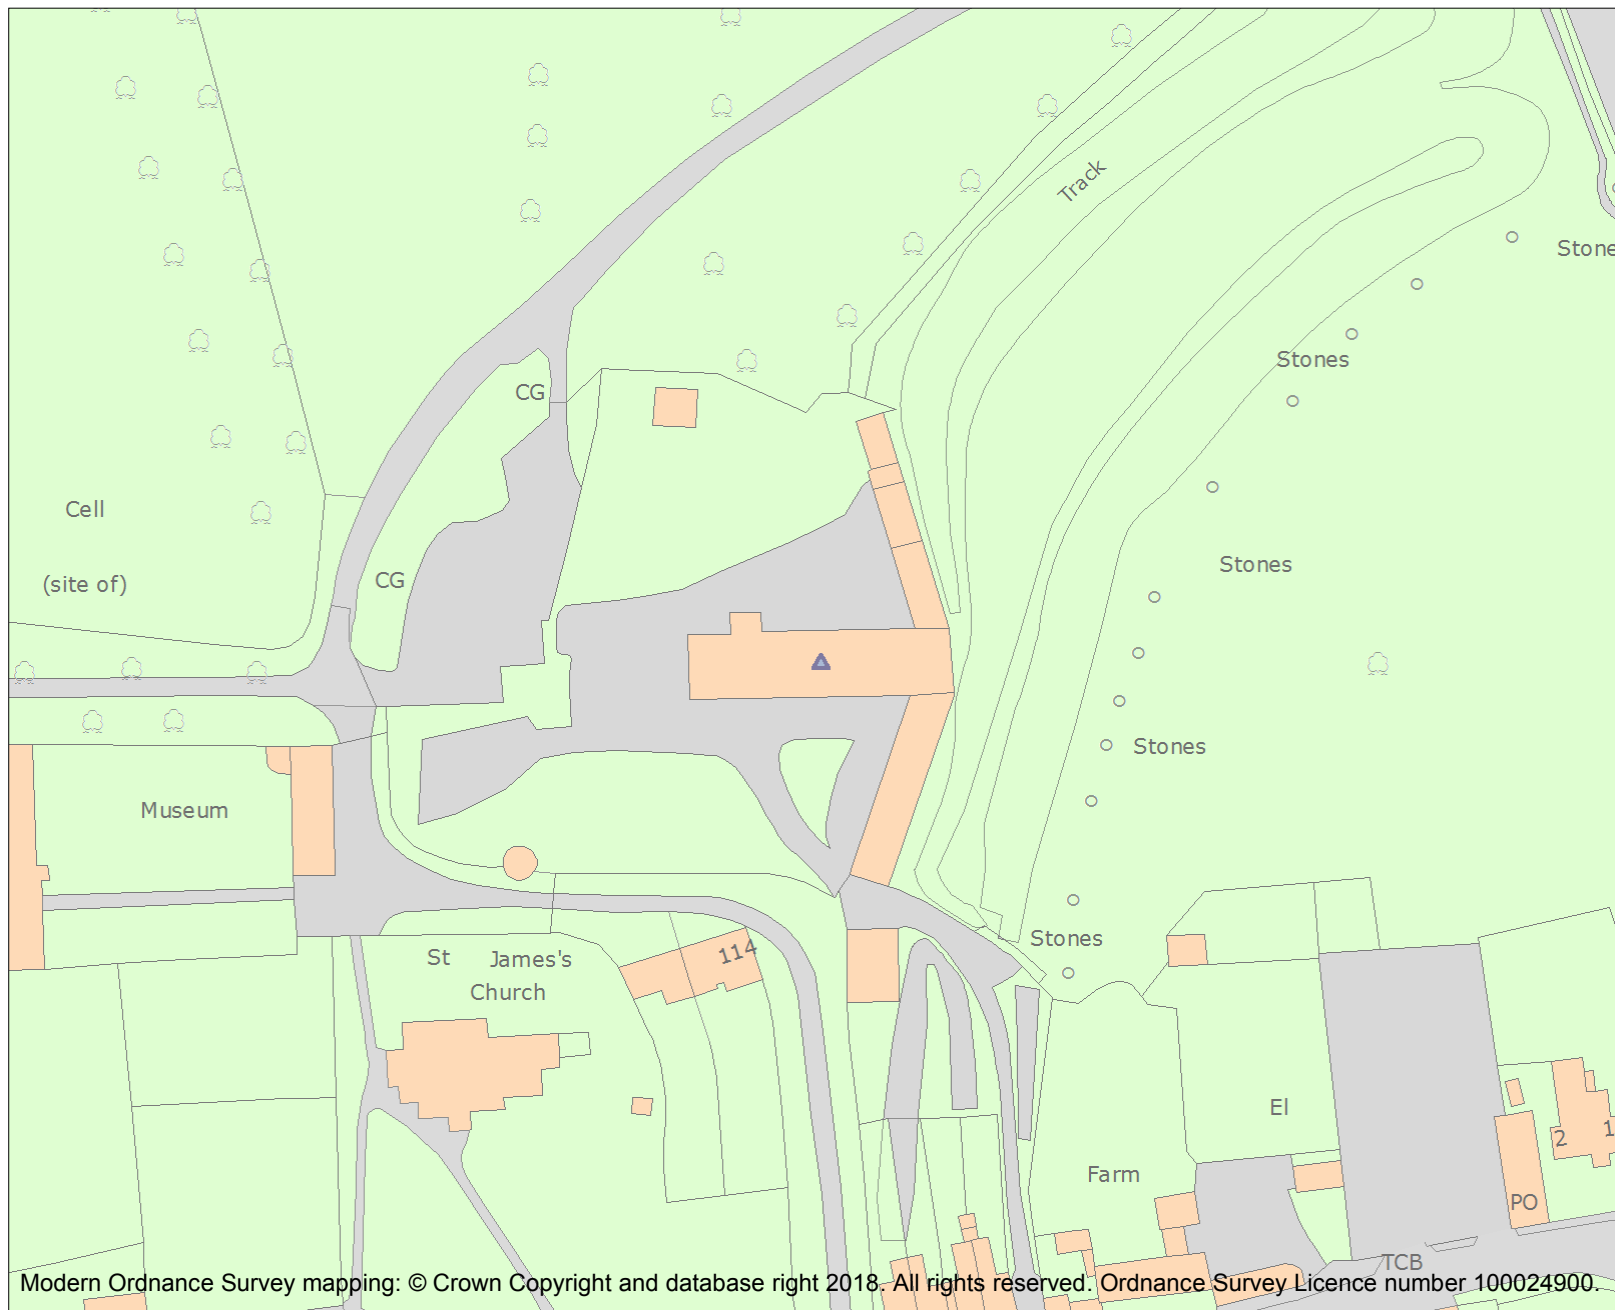 Track
Stone
Stones
CG
Cell
Stones
(site of)
CG
Stones
Museum
Stones
114
St James's
Church
El
2
1
Farm
PO
TCB
Modern Ordnance Survey mapping: © Crown Copyright and database right 2018. All rights reserved. Ordnance Survey Licence number 100024900.